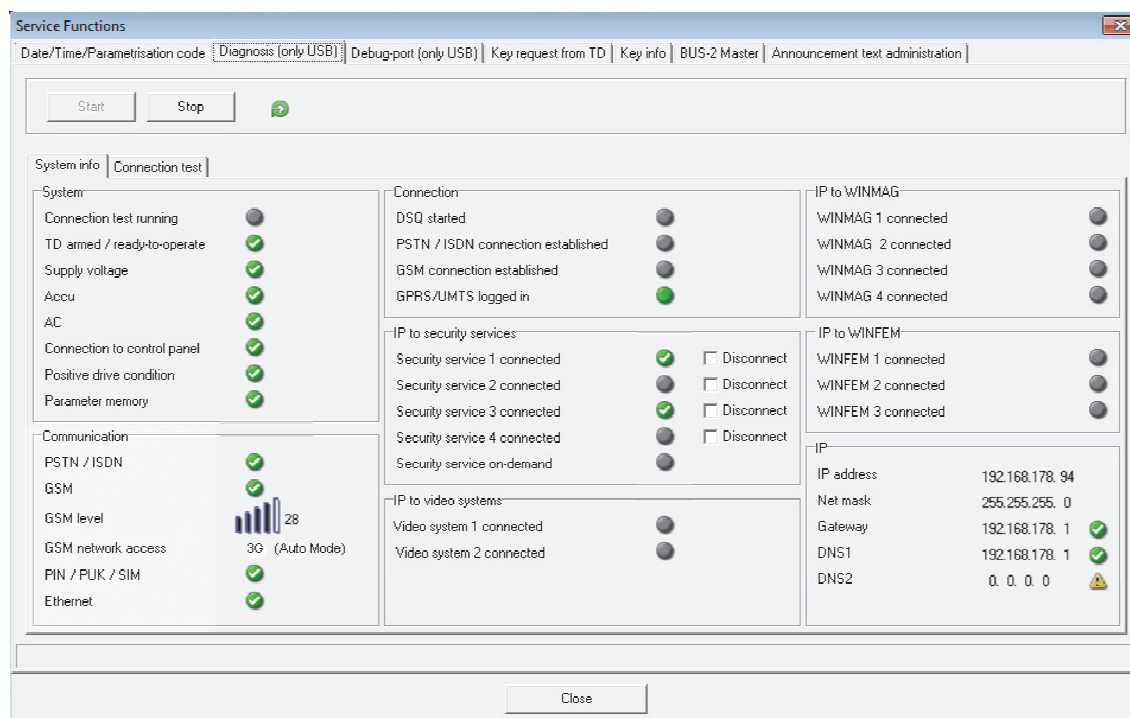 Service Functions
Date/Time/Parametrisation code Diagnosis (only USB) Debug-port (only USB) Key request from TD Key info BUS-2 Master Announcement text administration
Start Stop
System info Connection test
System
Connection test running
TD armed / ready-to-operate
Supply voltage
Accu
AC
Connection to control panel
Positive drive condition
Parameter memory
Communication
PSTN / ISDN
GSM
GSM level 28
GSM network access 3G (Auto Mode)
PIN / PUK / SIM
Ethernet
Connection
DSQ started
PSTN / ISDN connection established
GSM connection established
GPRS/UMTS logged in
IP to security services
Security service 1 connected Disconnect
Security service 2 connected Disconnect
Security service 3 connected Disconnect
Security service 4 connected Disconnect
Security service on-demand
IP to video systems
Video system 1 connected
Video system 2 connected
IP to WINMAG
WINMAG 1 connected
WINMAG 2 connected
WINMAG 3 connected
WINMAG 4 connected
IP to WINFEM
WINFEM 1 connected
WINFEM 2 connected
WINFEM 3 connected
IP
IP address 192.168.178. 94
Net mask 255.255.255. 0
Gateway 192.168.178. 1
DNS1 192.168.178. 1
DNS2 0. 0. 0. 0
Close